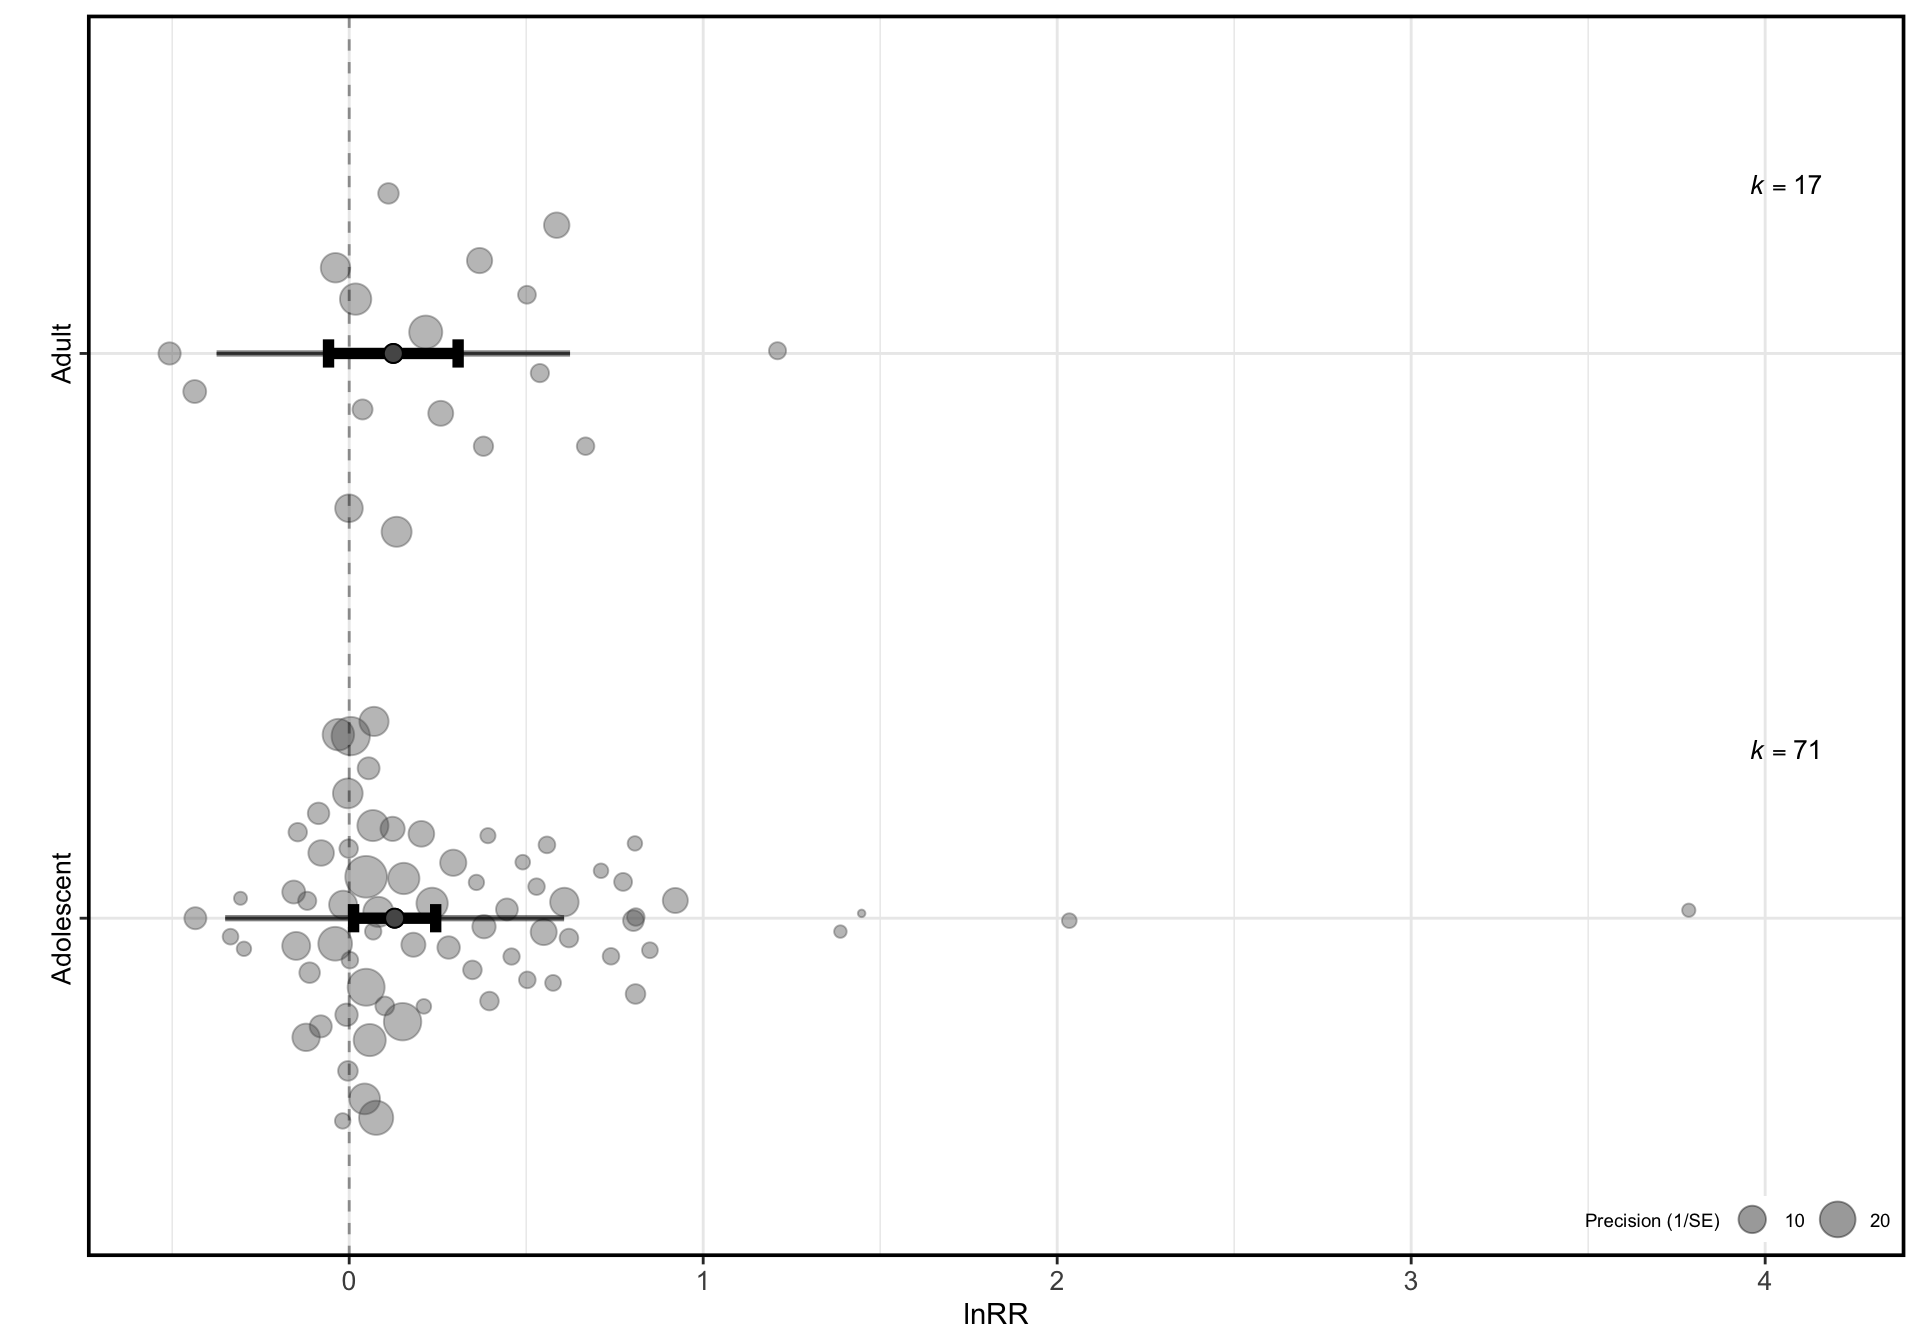 k = 17
Adult
k = 71
Adolescent
Precision (1/SE) 10 20
0 1 2 3 4
lnRR